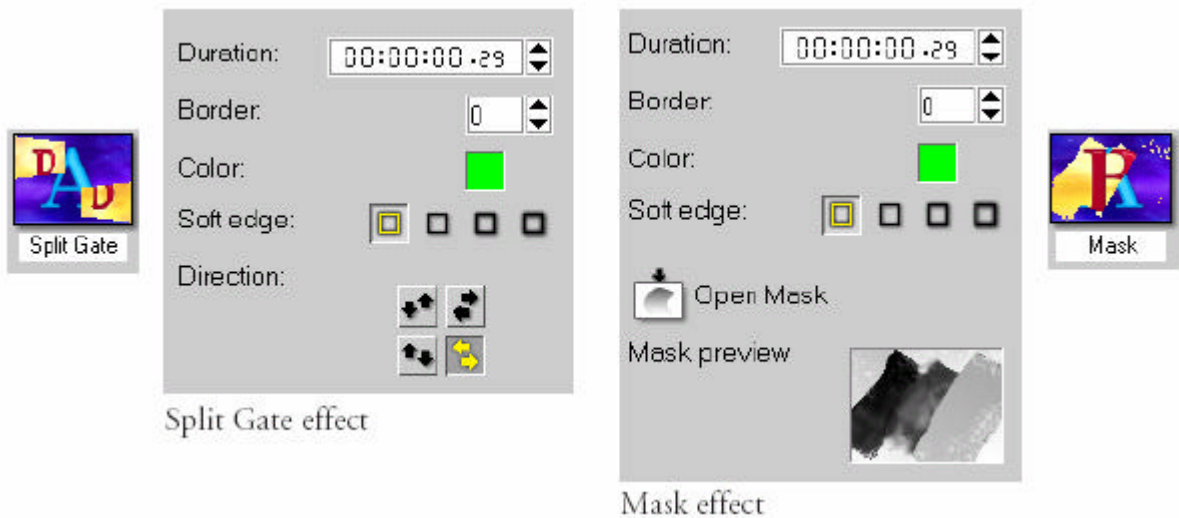 Duration: 00:00:00.29
Border: 0
Color:
Soft edge:
Direction:
D A D
Split Gate
Split Gate effect
Duration: 00:00:00.29
Border: 0
Color:
Soft edge:
Open Mask
Mask preview
Mask
Mask effect